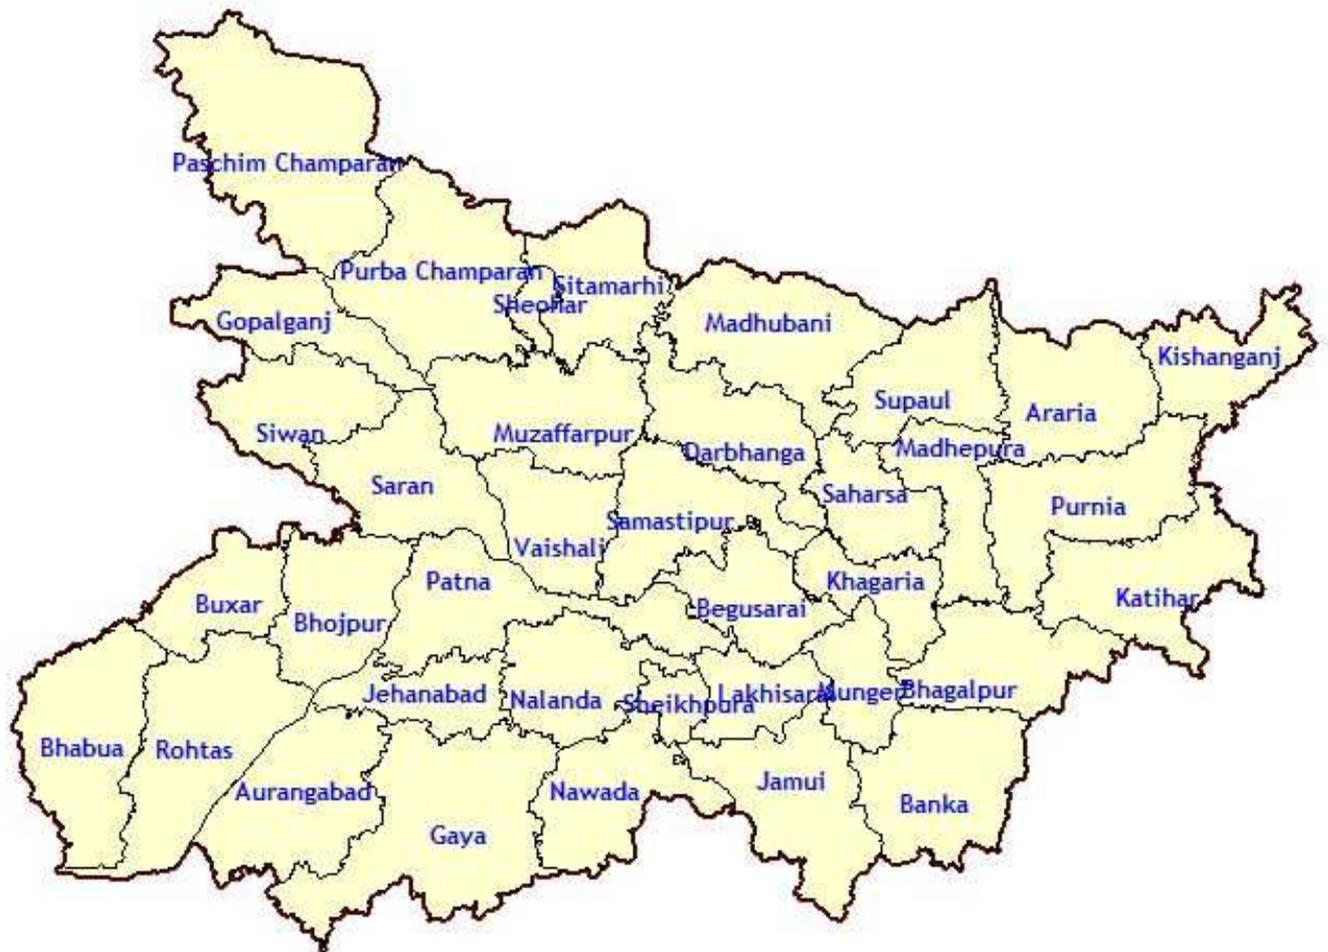 Paschim Champaran
Purba Champaran
Sitamarhi
Sheohar
Gopalganj
Madhubani
Kishanganj
Supaul
Araria
Siwan
Muzaffarpur
Darbhanga
Madhepura
Saran
Saharsa
Purnia
Samastipur
Vaishali
Patna
Khagaria
Katihar
Buxar
Begusarai
Bhojpur
Jehanabad
Nalanda
Sheikhpura
Lakhisarai
Munger
Bhagalpur
Bhabua
Rohtas
Aurangabad
Nawada
Jamui
Banka
Gaya